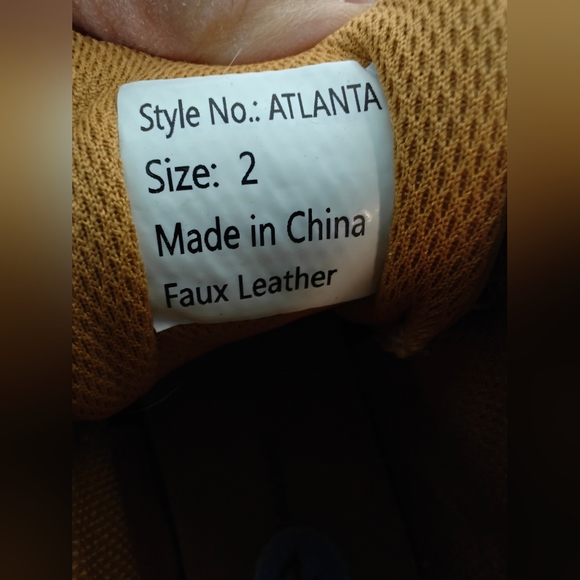 Style No.: ATLANTA
Size: 2
Made in China
Faux Leather